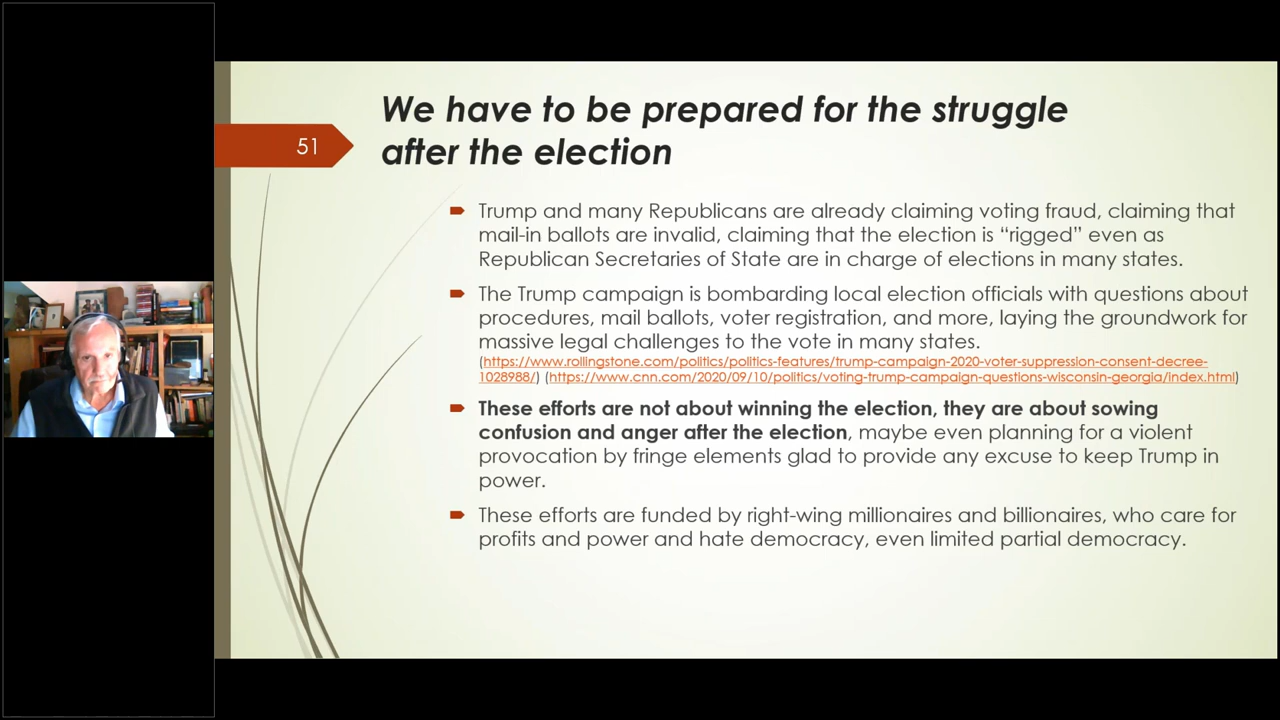 We have to be prepared for the struggle
after the election
51
Trump and many Republicans are already claiming voting fraud, claiming that
mail-in ballots are invalid, claiming that the election is “rigged” even as
Republican Secretaries of State are in charge of elections in many states.
The Trump campaign is bombarding local election officials with questions about
procedures, mail ballots, voter registration, and more, laying the groundwork for
massive legal challenges to the vote in many states.
(https://www.rollingstone.com/politics/politics-features/trump-campaign-2020-voter-suppression-consent-decree-
1028988/) (https://www.cnn.com/2020/09/10/politics/voting-trump-campaign-questions-wisconsin-georgia/index.html)
These efforts are not about winning the election, they are about sowing
confusion and anger after the election, maybe even planning for a violent
provocation by fringe elements glad to provide any excuse to keep Trump in
power.
These efforts are funded by right-wing millionaires and billionaires, who care for
profits and power and hate democracy, even limited partial democracy.